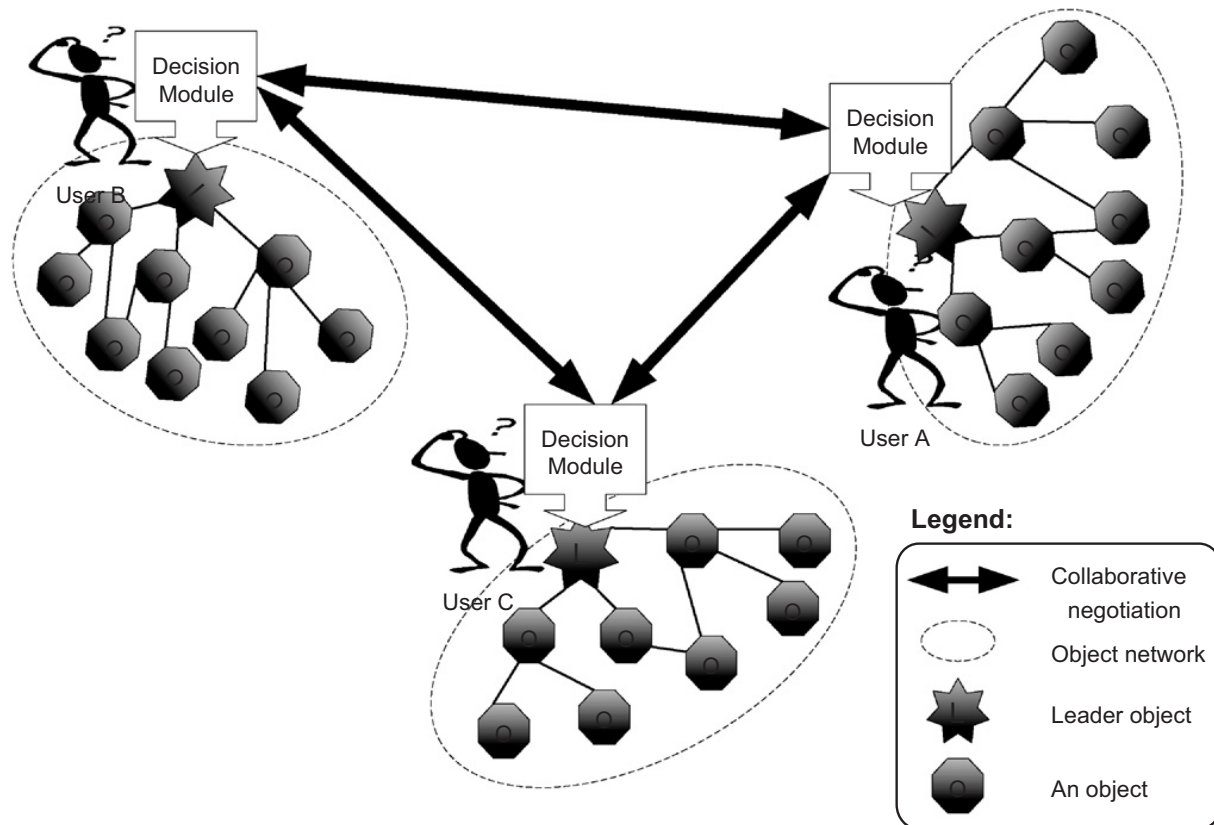 ?
Decision
Module
User B
L
O
O
O
O
O
O
O
O
Decision
Module
O
O
O
O
L
O
O
?
O
O
O
User A
?
Decision
Module
User C
L
O
O
O
O
O
O
O
O
Legend:
Collaborative
negotiation
Object network
L
Leader object
O
An object